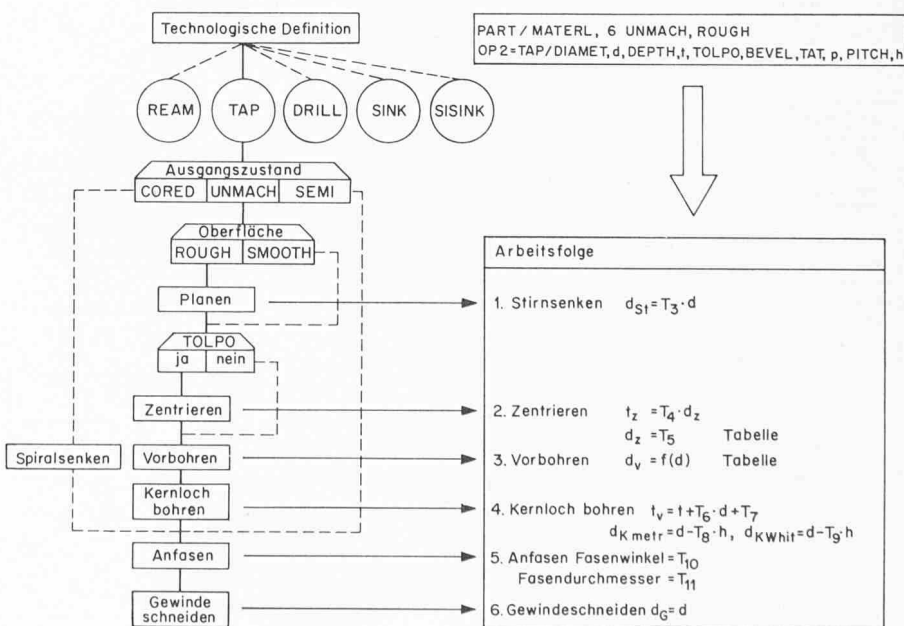 Technologische Definition
REAM TAP DRILL SINK SISINK
Ausgangszustand
CORED UNMACH SEMI
Oberfläche
ROUGH SMOOTH
Planen
TOLPO
ja nein
Zentrieren
Spiralsenken
Vorbohren
Kernloch
bohren
Anfasen
Gewinde
schneiden
PART / MATERL, 6 UNMACH, ROUGH
OP2=TAP/DIAMET, d, DEPTH, t, TOLPO, BEVEL, TAT, p, PITCH, h
Arbeitsfolge
1. Stirnsenken d_St=T_3·d
2. Zentrieren t_z =T_4·d_z
d_z =T_5 Tabelle
3. Vorbohren d_v =f(d) Tabelle
4. Kernloch bohren t_v=t+T_6·d+T_7
d_K metr=d-T_8·h, d_KWhit=d-T_9·h
5. Anfasen Fasenwinkel=T_10
Fasendurchmesser =T_11
6. Gewindeschneiden d_G=d